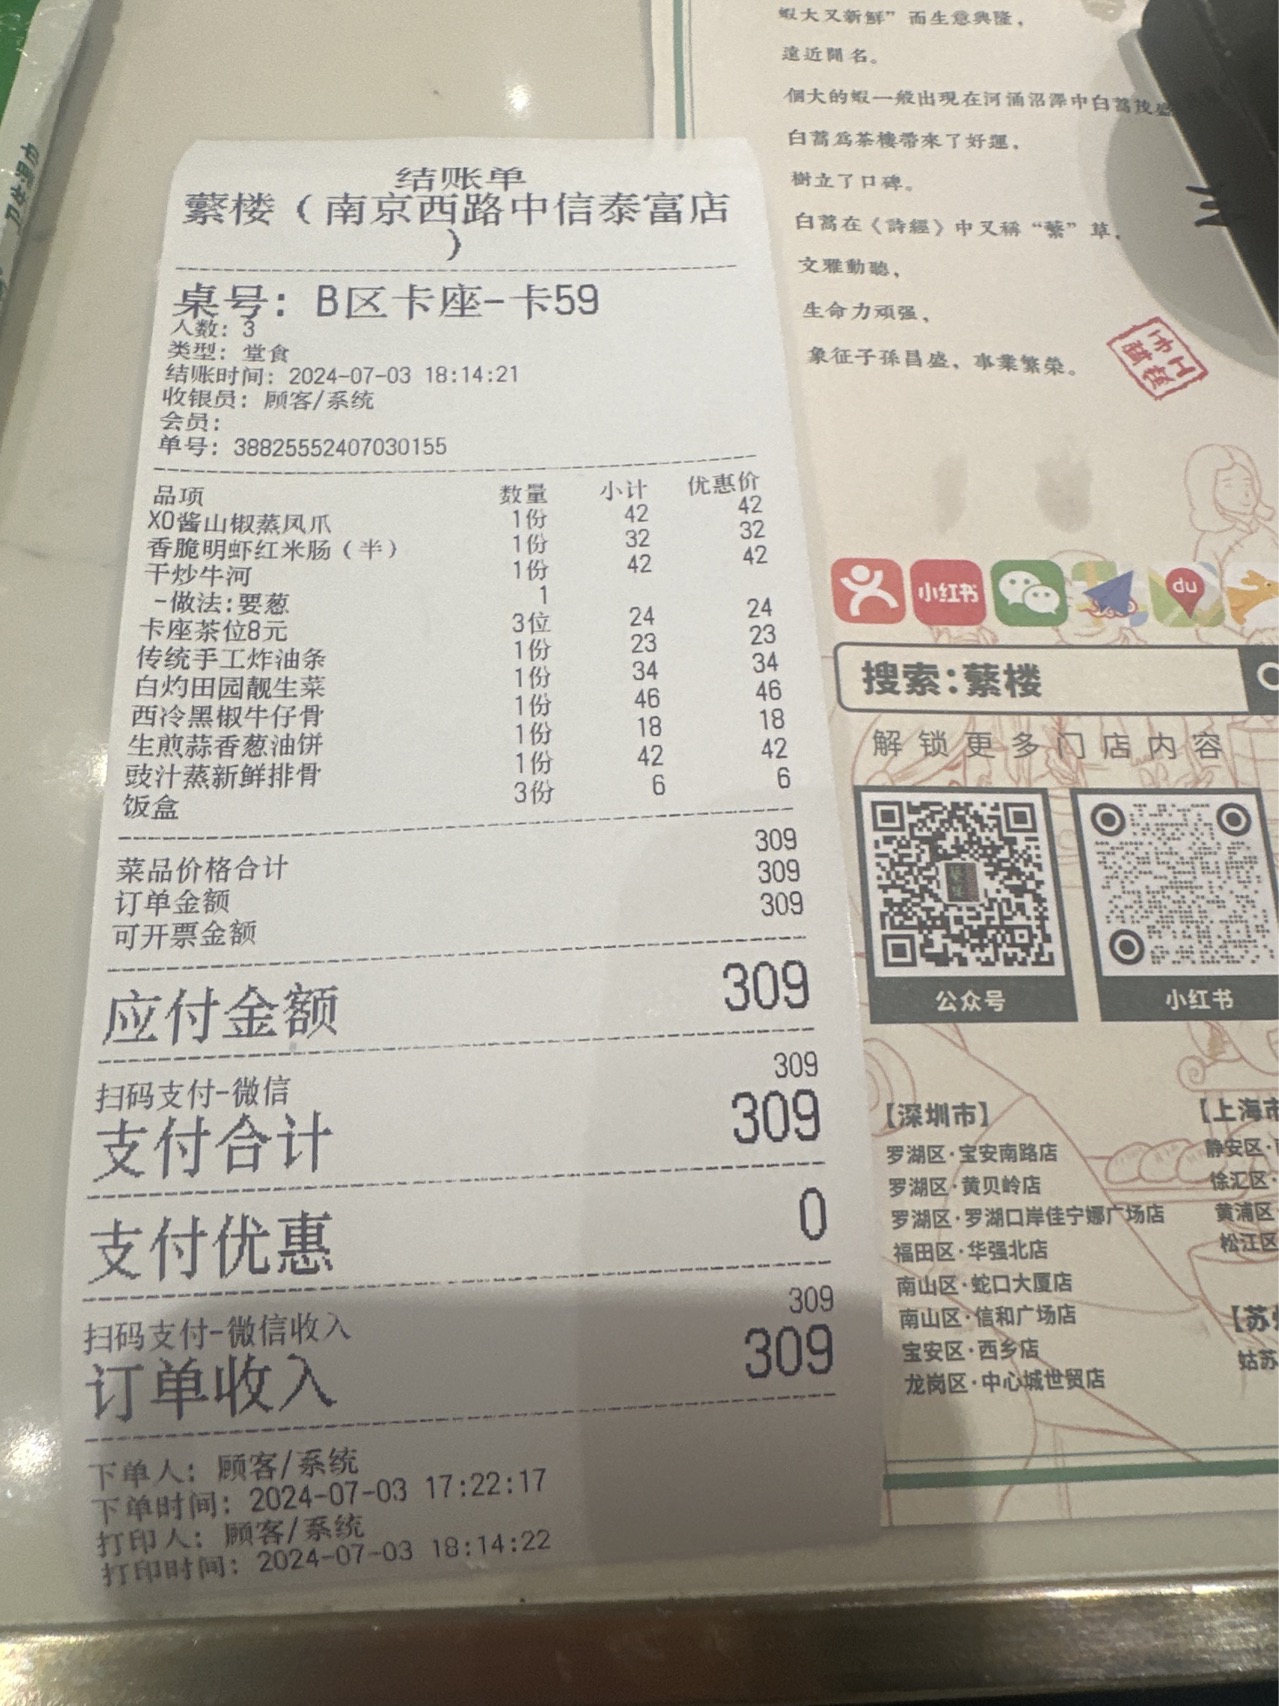 结账单
蘩楼（南京西路中信泰富店
）
桌号: B区卡座-卡59
人数: 3
类型: 堂食
结账时间: 2024-07-03 18:14:21
收银员: 顾客/系统
会员:
单号: 38825552407030155
品项 数量 小计 优惠价
XO酱山椒蒸凤爪 1份 42 42
香脆明虾红米肠（半） 1份 32 32
干炒牛河 1份 42 42
-做法:要葱 1
卡座茶位8元 3位 24 24
传统手工炸油条 1份 23 23
白灼田园靓生菜 1份 34 34
西冷黑椒牛仔骨 1份 46 46
生煎蒜香葱油饼 1份 18 18
豉汁蒸新鲜排骨 1份 42 42
饭盒 3份 6 6
菜品价格合计 309
订单金额 309
可开票金额 309
应付金额 309
扫码支付-微信 309
支付合计 309
支付优惠 0
扫码支付-微信收入 309
订单收入 309
下单人: 顾客/系统
下单时间: 2024-07-03 17:22:17
打印人: 顾客/系统
打印时间: 2024-07-03 18:14:22
蝦大又新鮮”而生意興隆，
遠近聞名。
個大的蝦一般出現在河涌沼澤中白蒿茂盛
白蒿爲茶樓帶來了好運，
樹立了口碑。
白蒿在《詩經》中又稱“蘩”草，
文雅動聽，
生命力頑强，
象征子孫昌盛，事業繁榮。
小红书
du
搜索:蘩楼
解锁更多门店内容
公众号
小红书
【深圳市】
罗湖区·宝安南路店
罗湖区·黄贝岭店
罗湖区·罗湖口岸佳宁娜广场店
福田区·华强北店
南山区·蛇口大厦店
南山区·信和广场店
宝安区·西乡店
龙岗区·中心城世贸店
【上海市
静安区·
徐汇区·
黄浦区
松江区
【苏
姑苏